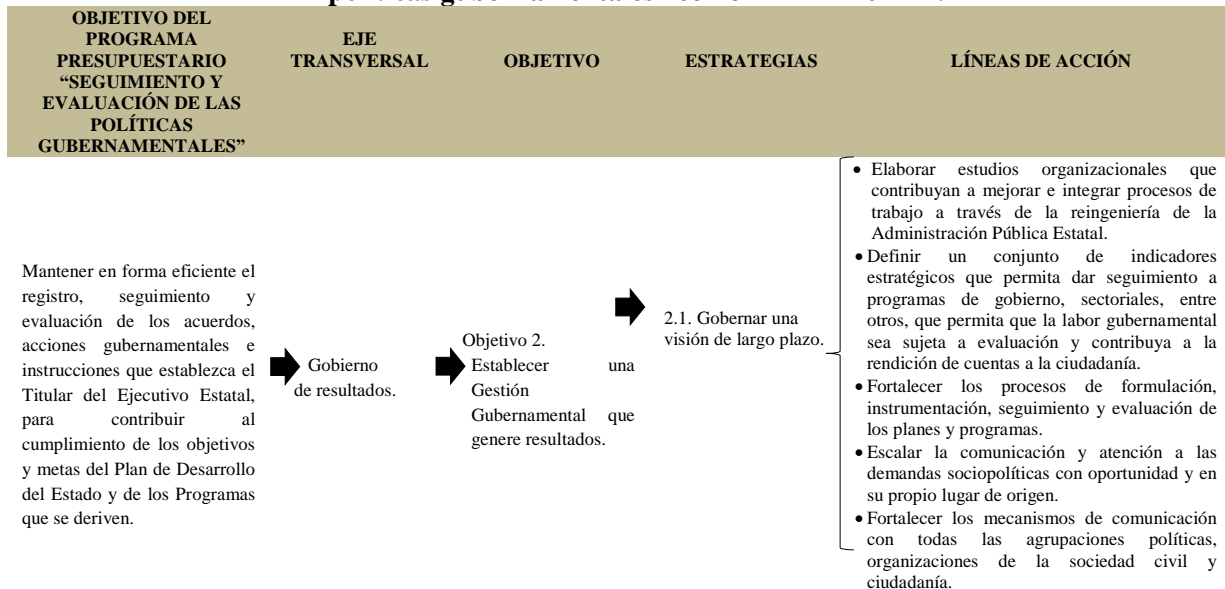 OBJETIVO DEL
PROGRAMA
PRESUPUESTARIO
“SEGUIMIENTO Y
EVALUACIÓN DE LAS
POLÍTICAS
GUBERNAMENTALES”
EJE
TRANSVERSAL
OBJETIVO
ESTRATEGIAS
LÍNEAS DE ACCIÓN
Mantener en forma eficiente el
registro, seguimiento y
evaluación de los acuerdos,
acciones gubernamentales e
instrucciones que establezca el
Titular del Ejecutivo Estatal,
para contribuir al
cumplimiento de los objetivos
y metas del Plan de Desarrollo
del Estado y de los Programas
que se deriven.
Gobierno
de resultados.
Objetivo 2.
Establecer una
Gestión
Gubernamental que
genere resultados.
2.1. Gobernar una
visión de largo plazo.
• Elaborar estudios organizacionales que
contribuyan a mejorar e integrar procesos de
trabajo a través de la reingeniería de la
Administración Pública Estatal.
• Definir un conjunto de indicadores
estratégicos que permita dar seguimiento a
programas de gobierno, sectoriales, entre
otros, que permita que la labor gubernamental
sea sujeta a evaluación y contribuya a la
rendición de cuentas a la ciudadanía.
• Fortalecer los procesos de formulación,
instrumentación, seguimiento y evaluación de
los planes y programas.
• Escalar la comunicación y atención a las
demandas sociopolíticas con oportunidad y en
su propio lugar de origen.
• Fortalecer los mecanismos de comunicación
con todas las agrupaciones políticas,
organizaciones de la sociedad civil y
ciudadanía.